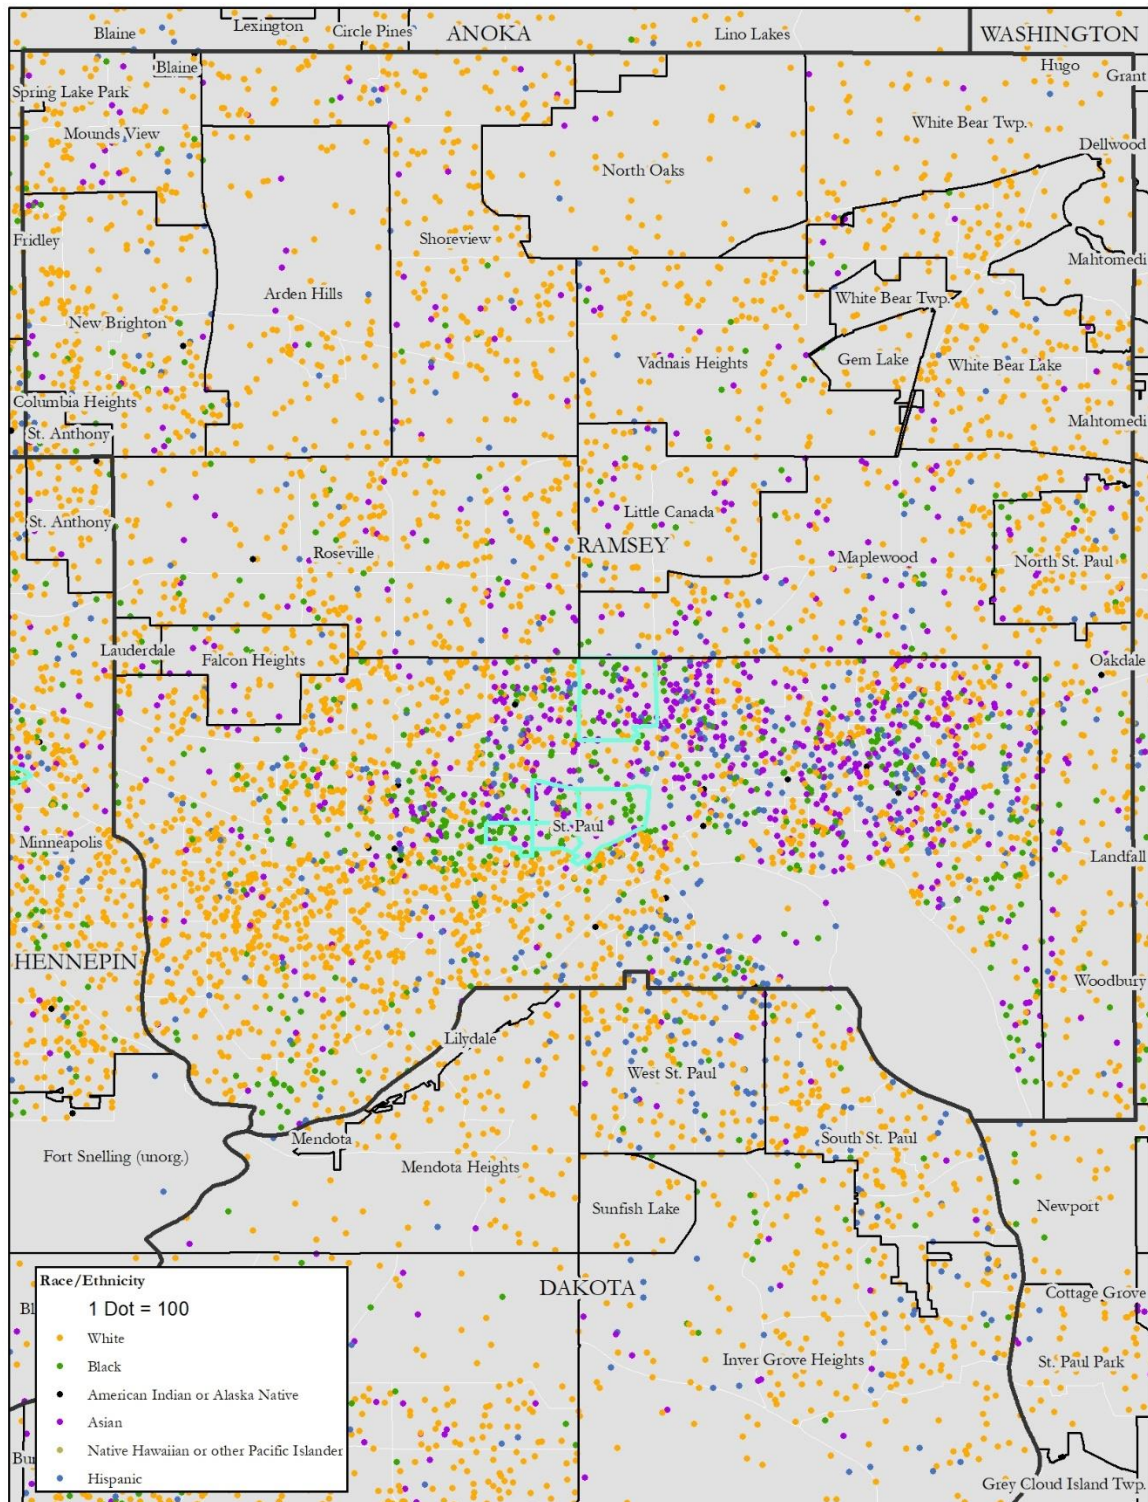 Blaine
Lexington
Circle Pines
ANOKA
Lino Lakes
WASHINGTON
Blaine
Hugo
Grant
Spring Lake Park
Mounds View
White Bear Twp.
Dellwood
North Oaks
Fridley
Shoreview
Mahtomedi
Arden Hills
White Bear Twp.
New Brighton
Vadnais Heights
Gem Lake
White Bear Lake
Columbia Heights
Mahtomedi
St. Anthony
St. Anthony
Little Canada
Roseville
RAMSEY
Maplewood
North St. Paul
Lauderdale
Falcon Heights
Oakdale
St. Paul
Minneapolis
Landfall
HENNEPIN
Woodbury
Lilydale
West St. Paul
Mendota
South St. Paul
Fort Snelling (unorg.)
Mendota Heights
Sunfish Lake
Newport
DAKOTA
Cottage Grove
Inver Grove Heights
St. Paul Park
Grey Cloud Island Twp.
Race/Ethnicity
1 Dot = 100
White
Black
American Indian or Alaska Native
Asian
Native Hawaiian or other Pacific Islander
Hispanic